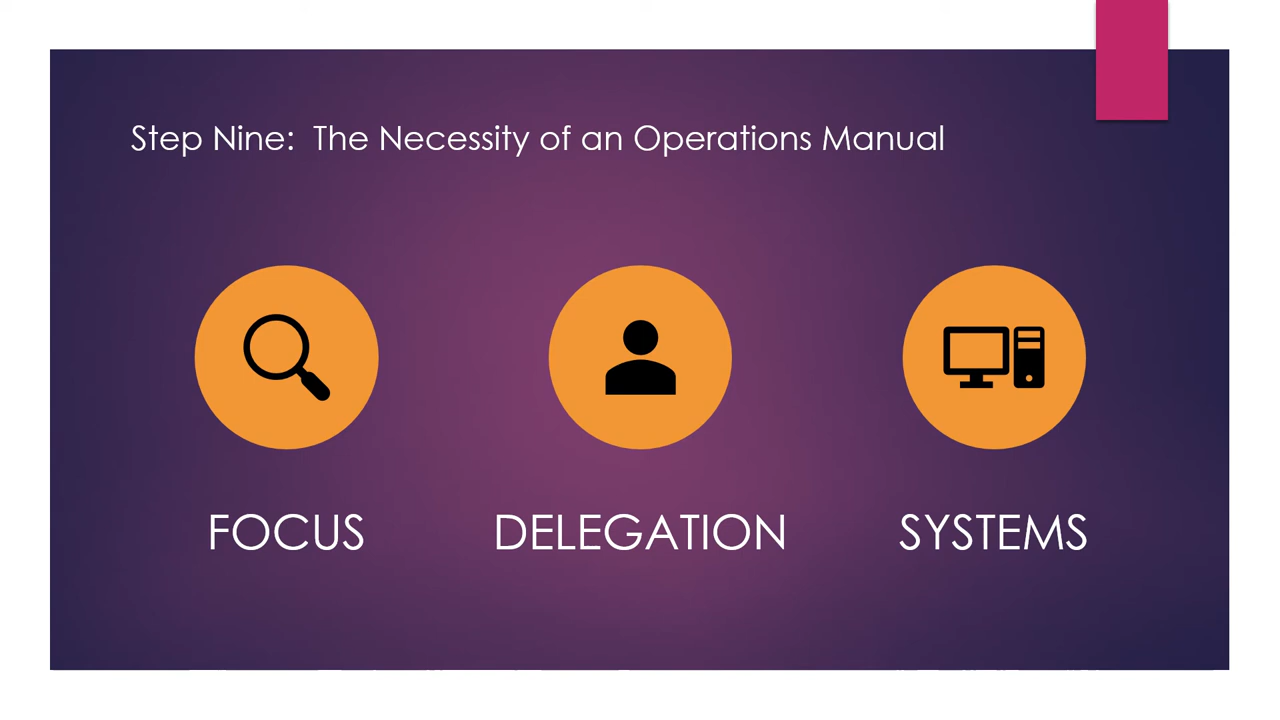 Step Nine:  The Necessity of an Operations Manual
FOCUS
DELEGATION
SYSTEMS